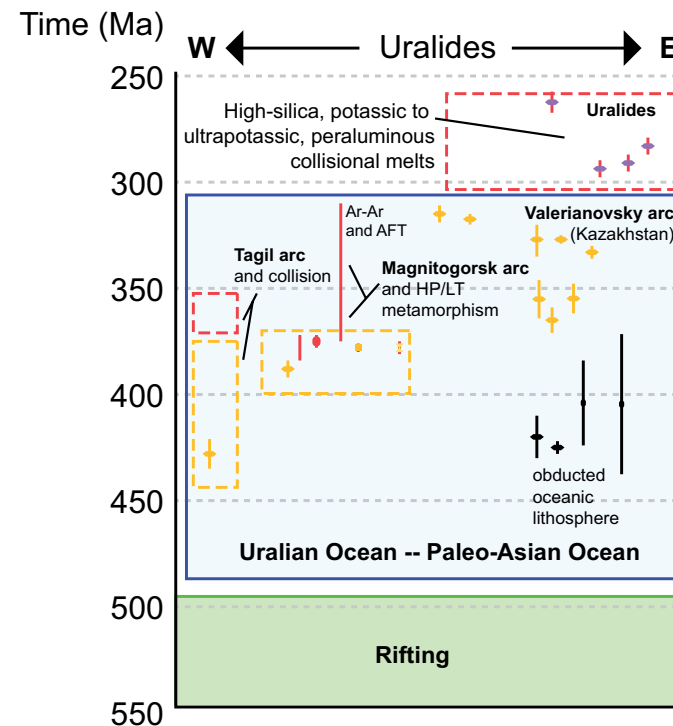 Time (Ma)
W Uralides E
250
300
350
400
450
500
550
High-silica, potassic to
ultrapotassic, peraluminous
collisional melts
Uralides
Ar-Ar
and AFT
Valerianovsky arc
(Kazakhstan)
Tagil arc
and collision
Magnitogorsk arc
and HP/LT
metamorphism
obducted
oceanic
lithosphere
Uralian Ocean -- Paleo-Asian Ocean
Rifting